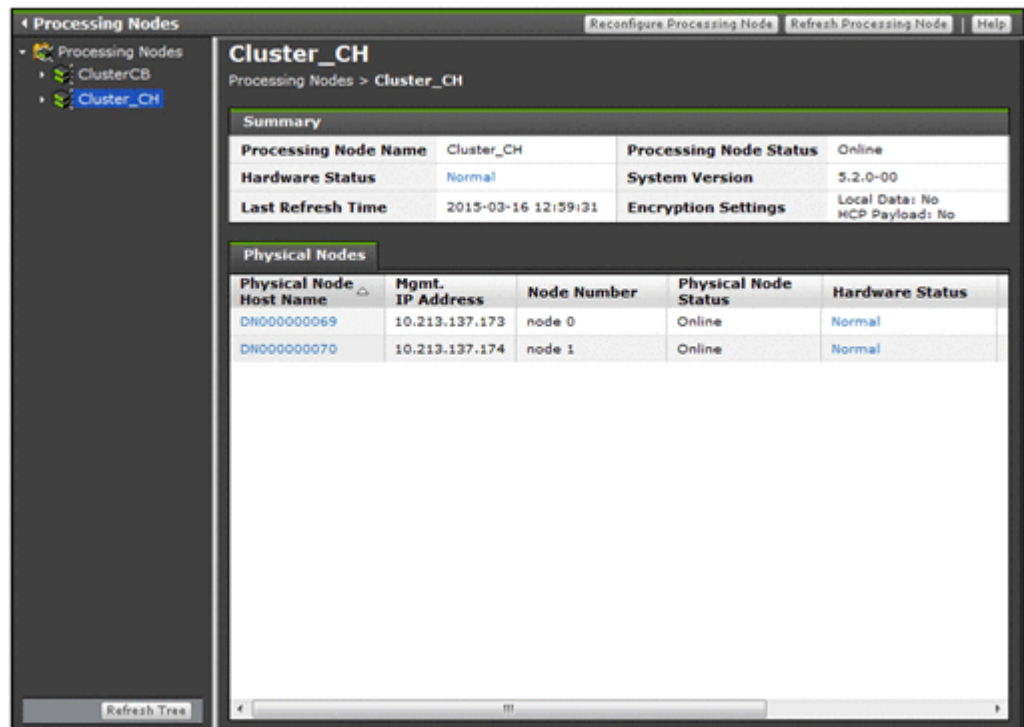 Processing Nodes
Reconfigure Processing Node Refresh Processing Node | Help
Processing Nodes
ClusterCB
Cluster_CH
Cluster_CH
Processing Nodes > Cluster_CH
Summary
Processing Node Name Cluster_CH Processing Node Status Online
Hardware Status Normal System Version 5.2.0-00
Last Refresh Time 2015-03-16 12:59:31 Encryption Settings Local Data: No
HCP Payload: No
Physical Nodes
Physical Node Host Name Mgmt. IP Address Node Number Physical Node Status Hardware Status
DN000000069 10.213.137.173 node 0 Online Normal
DN000000070 10.213.137.174 node 1 Online Normal
Refresh Tree